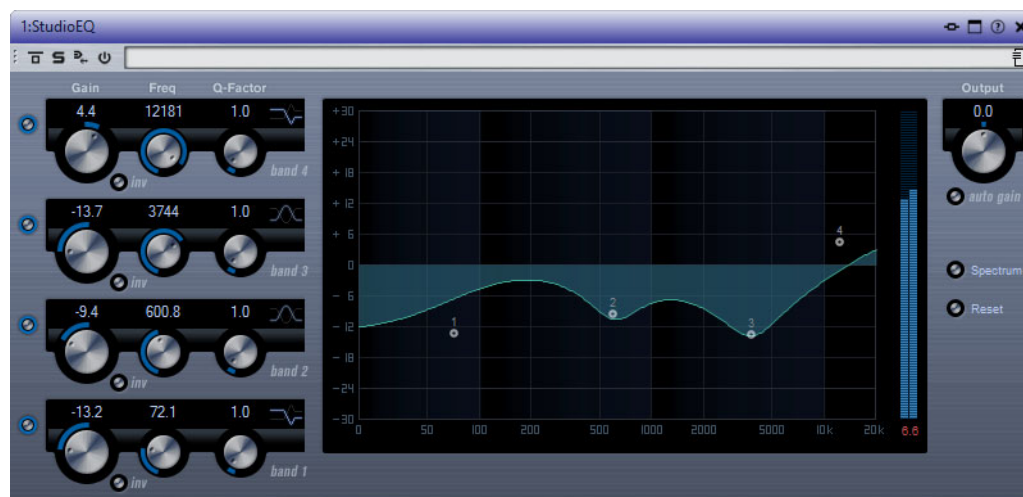 1:StudioEQ
Gain Freq Q-Factor Output
4.4 12181 1.0
inv band 4
-13.7 3744 1.0
inv band 3
-9.4 600.8 1.0
inv band 2
-13.2 72.1 1.0
inv band 1
+30
+24
+18
+12
+6
0
-6
-12
-18
-24
-30
1
2
3
4
0 50 100 200 500 1000 2000 5000 10k 20k
6.6
0.0
auto gain
Spectrum
Reset